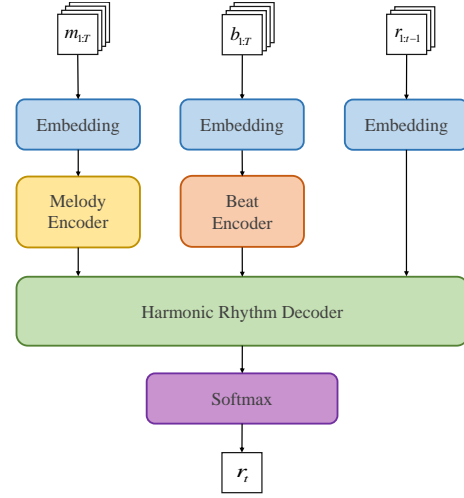 m1:T b1:T r1:t−1
Embedding Embedding Embedding
Melody Beat
Encoder Encoder
Harmonic Rhythm Decoder
Softmax
rt